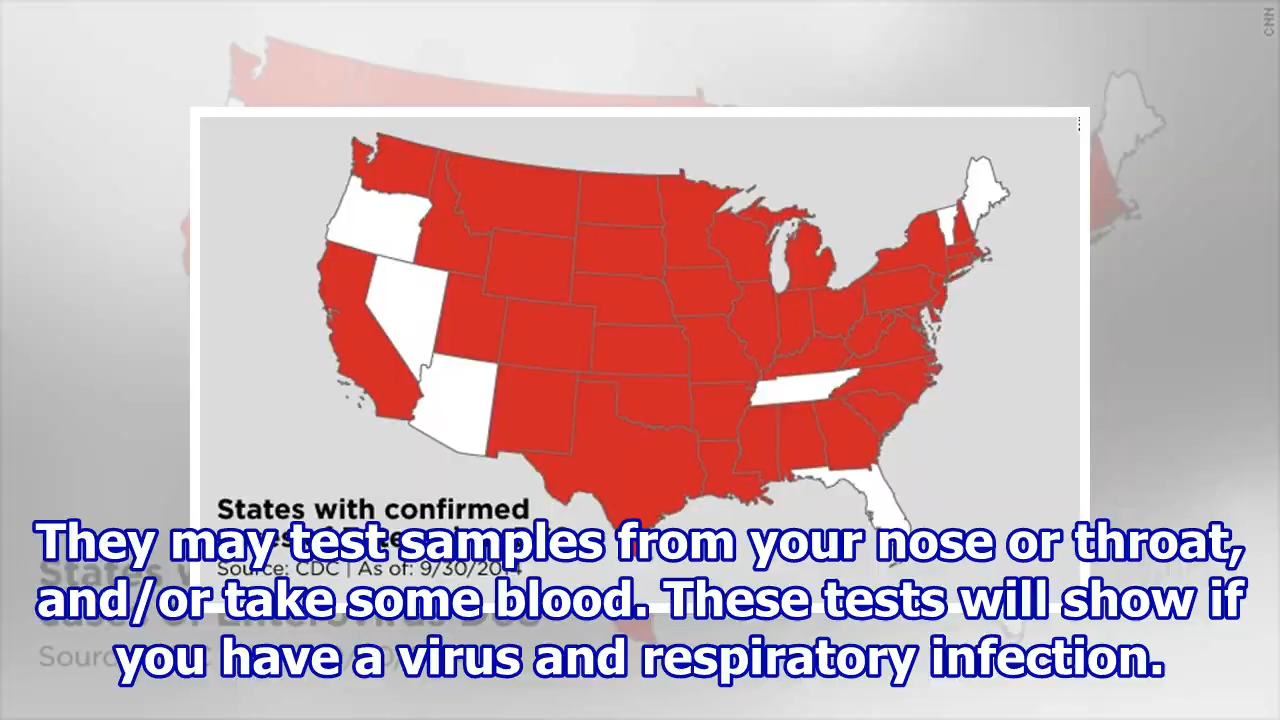 CNN
States with confirmed
Source: CDC | As of: 9/30/2014
They may test samples from your nose or throat,
and/or take some blood. These tests will show if
you have a virus and respiratory infection.